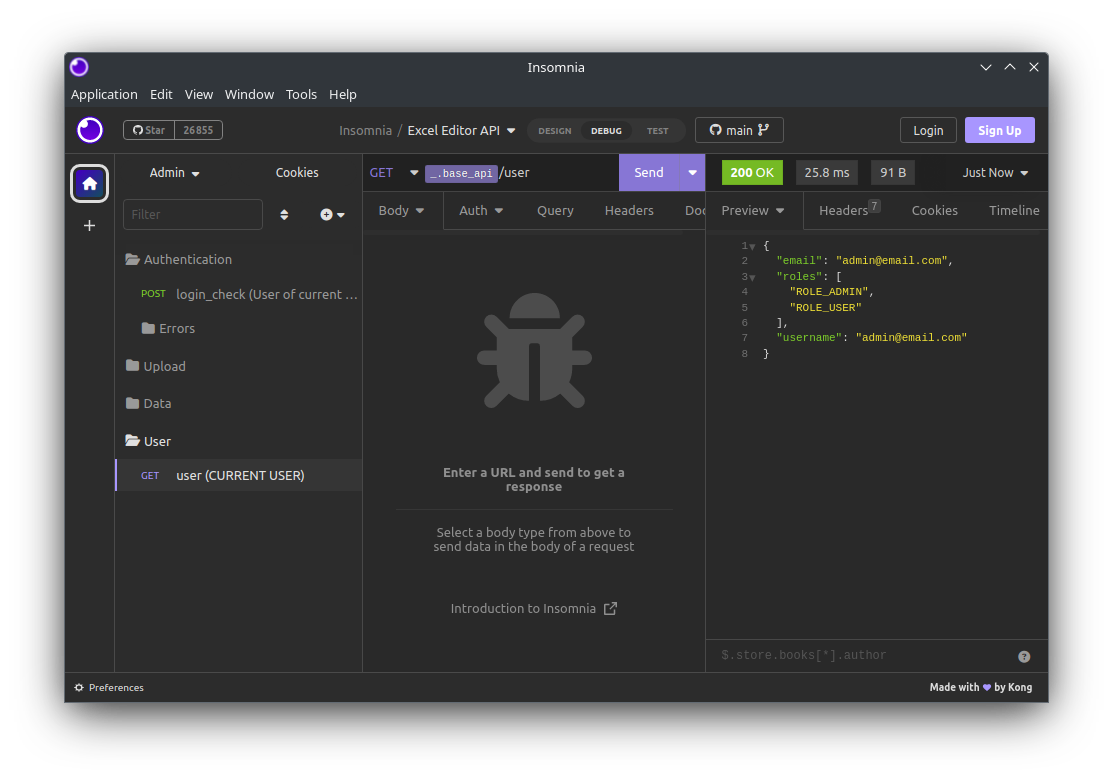 Insomnia
Application Edit View Window Tools Help
Star 26855 Insomnia / Excel Editor API DESIGN DEBUG TEST main Login Sign Up
Admin Cookies
Filter
Authentication
POST login_check (User of current ...
Errors
Upload
Data
User
GET user (CURRENT USER)
GET _.base_api /user Send
Body Auth Query Headers Doc
Enter a URL and send to get a
response
Select a body type from above to
send data in the body of a request
Introduction to Insomnia
200 OK 25.8 ms 91 B Just Now
Preview Headers 7 Cookies Timeline
1 {
2 "email": "admin@email.com",
3 "roles": [
4 "ROLE_ADMIN",
5 "ROLE_USER"
6 ],
7 "username": "admin@email.com"
8 }
$.store.books[*].author ?
Preferences
Made with ❤ by Kong